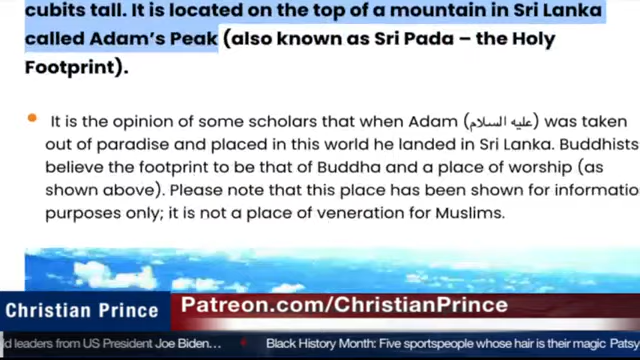 cubits tall. It is located on the top of a mountain in Sri Lanka
called Adam's Peak (also known as Sri Pada – the Holy
Footprint).
It is the opinion of some scholars that when Adam (عليه السلام) was taken
out of paradise and placed in this world he landed in Sri Lanka. Buddhists
believe the footprint to be that of Buddha and a place of worship (as
shown above). Please note that this place has been shown for informatio
purposes only; it is not a place of veneration for Muslims.
Christian Prince
Patreon.com/ChristianPrince
d leaders from US President Joe Biden...
Black History Month: Five sportspeople whose hair is their magic Patsy